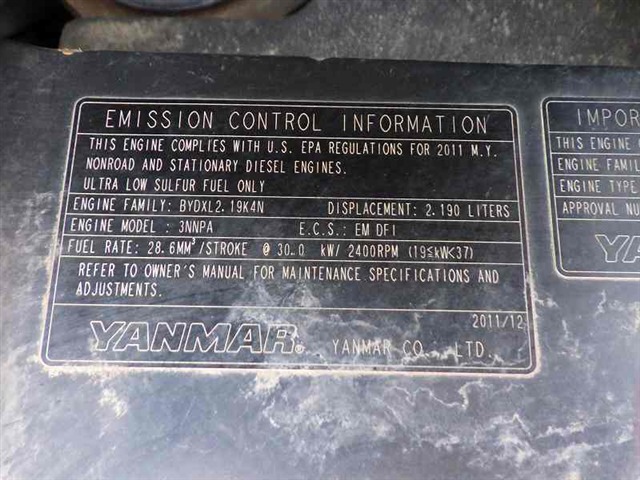 EMISSION CONTROL INFORMATION
THIS ENGINE COMPLIES WITH U.S. EPA REGULATIONS FOR 2011 M.Y.
NONROAD AND STATIONARY DIESEL ENGINES.
ULTRA LOW SULFUR FUEL ONLY
ENGINE FAMILY: BYDXL2.19K4N DISPLACEMENT: 2.190 LITERS
ENGINE MODEL: 3NNPA E.C.S.: EM DFI
FUEL RATE: 28.6MM³/STROKE @ 30.0 kW/ 2400RPM (19≦kW<37)
REFER TO OWNER'S MANUAL FOR MAINTENANCE SPECIFICATIONS AND
ADJUSTMENTS.
2011/12
YANMAR® YANMAR CO., LTD.
IMPOR
THIS ENGINE
ENGINE FAMIL
ENGINE TYPE
APPROVAL NU
YA